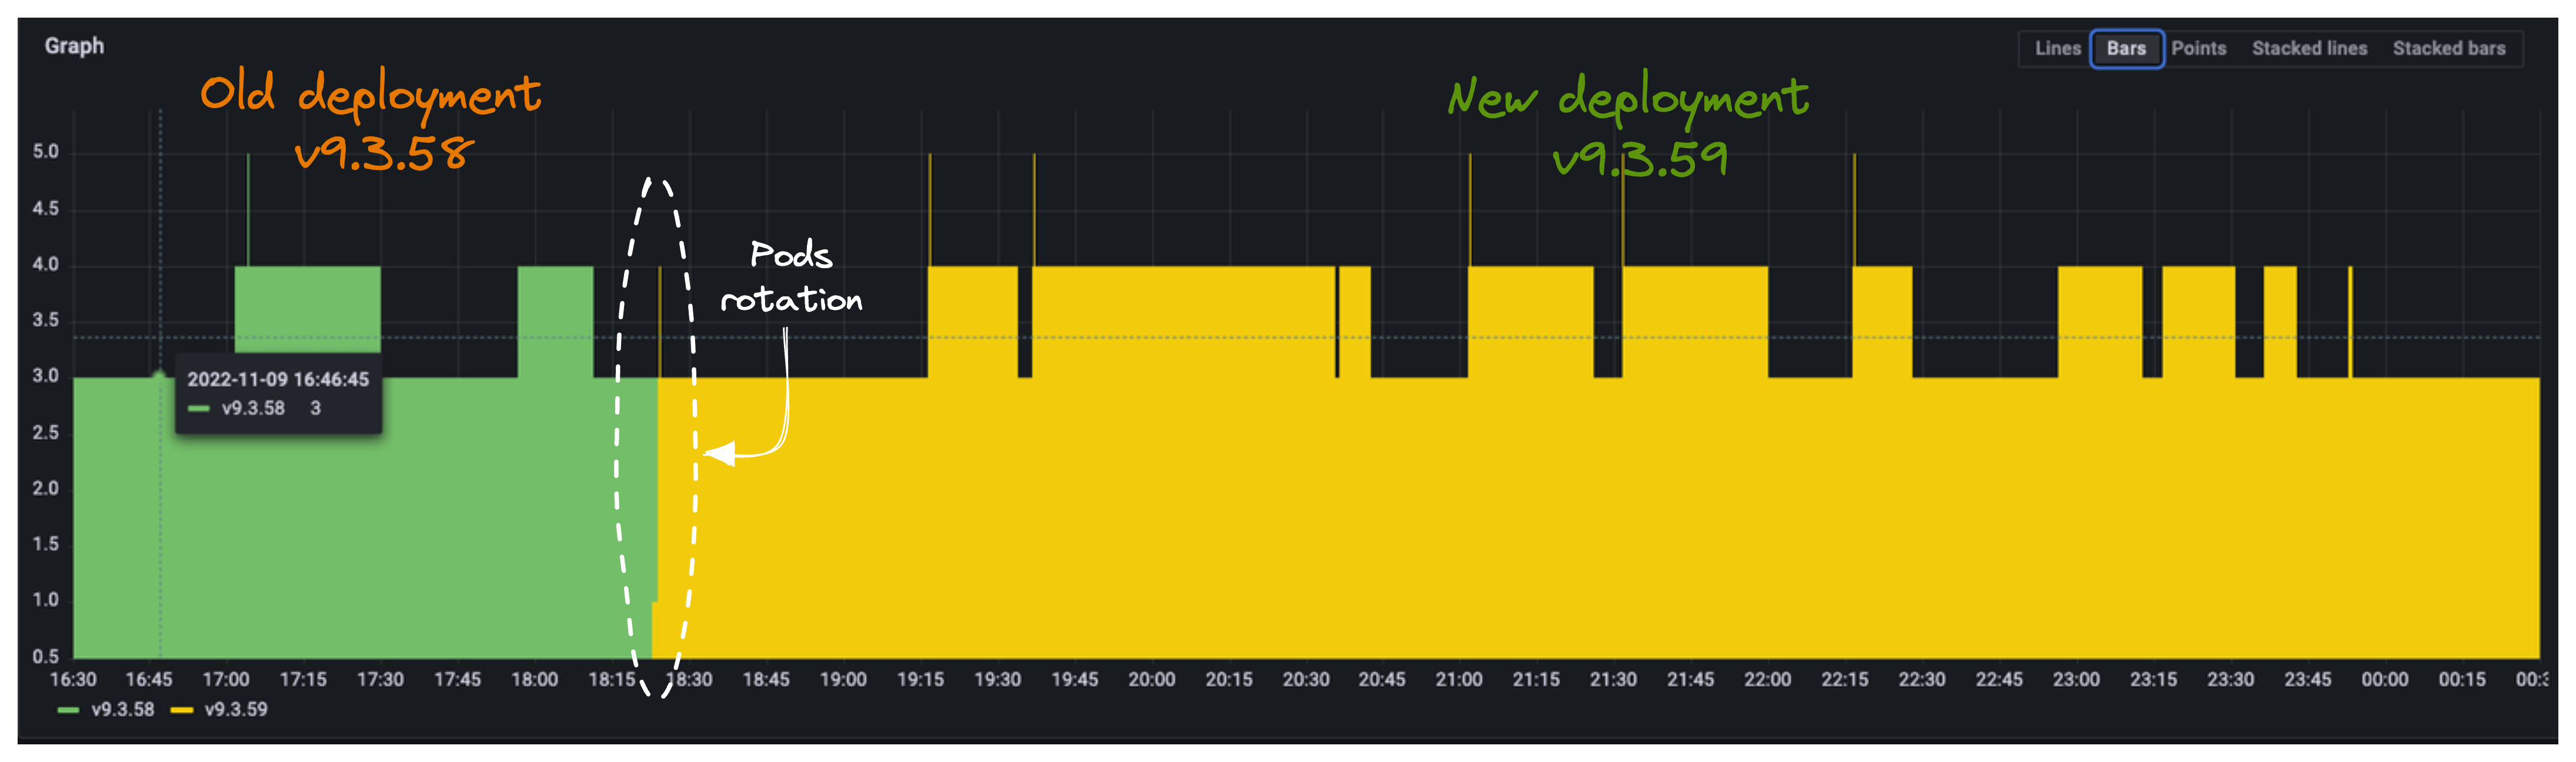 Graph
Lines Bars Points Stacked lines Stacked bars
Old deployment
v9.3.58
New deployment
v9.3.59
Pods
rotation
5.0
4.5
4.0
3.5
3.0
2.5
2.0
1.5
1.0
0.5
2022-11-09 16:46:45
v9.3.58 3
16:30 16:45 17:00 17:15 17:30 17:45 18:00 18:15 18:30 18:45 19:00 19:15 19:30 19:45 20:00 20:15 20:30 20:45 21:00 21:15 21:30 21:45 22:00 22:15 22:30 22:45 23:00 23:15 23:30 23:45 00:00 00:15
v9.3.58 v9.3.59